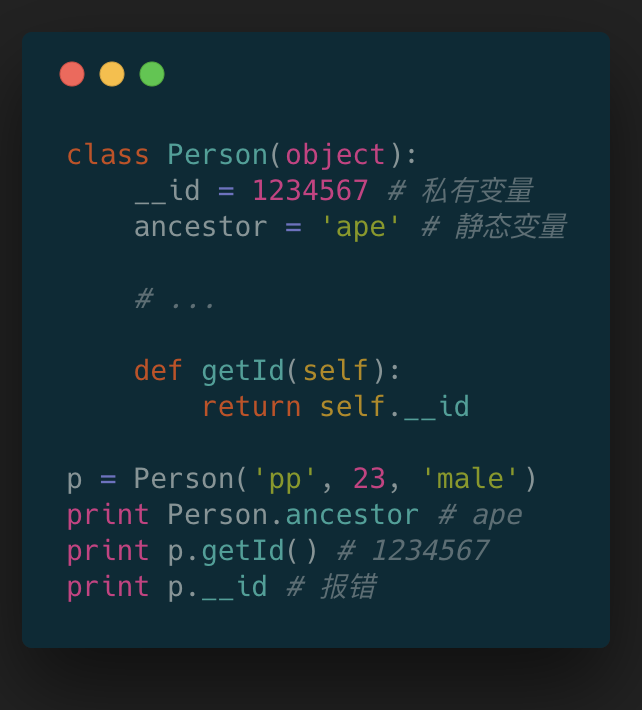 class Person(object):
    __id = 1234567 # 私有变量
    ancestor = 'ape' # 静态变量

    # ...

    def getId(self):
        return self.__id

p = Person('pp', 23, 'male')
print Person.ancestor # ape
print p.getId() # 1234567
print p.__id # 报错